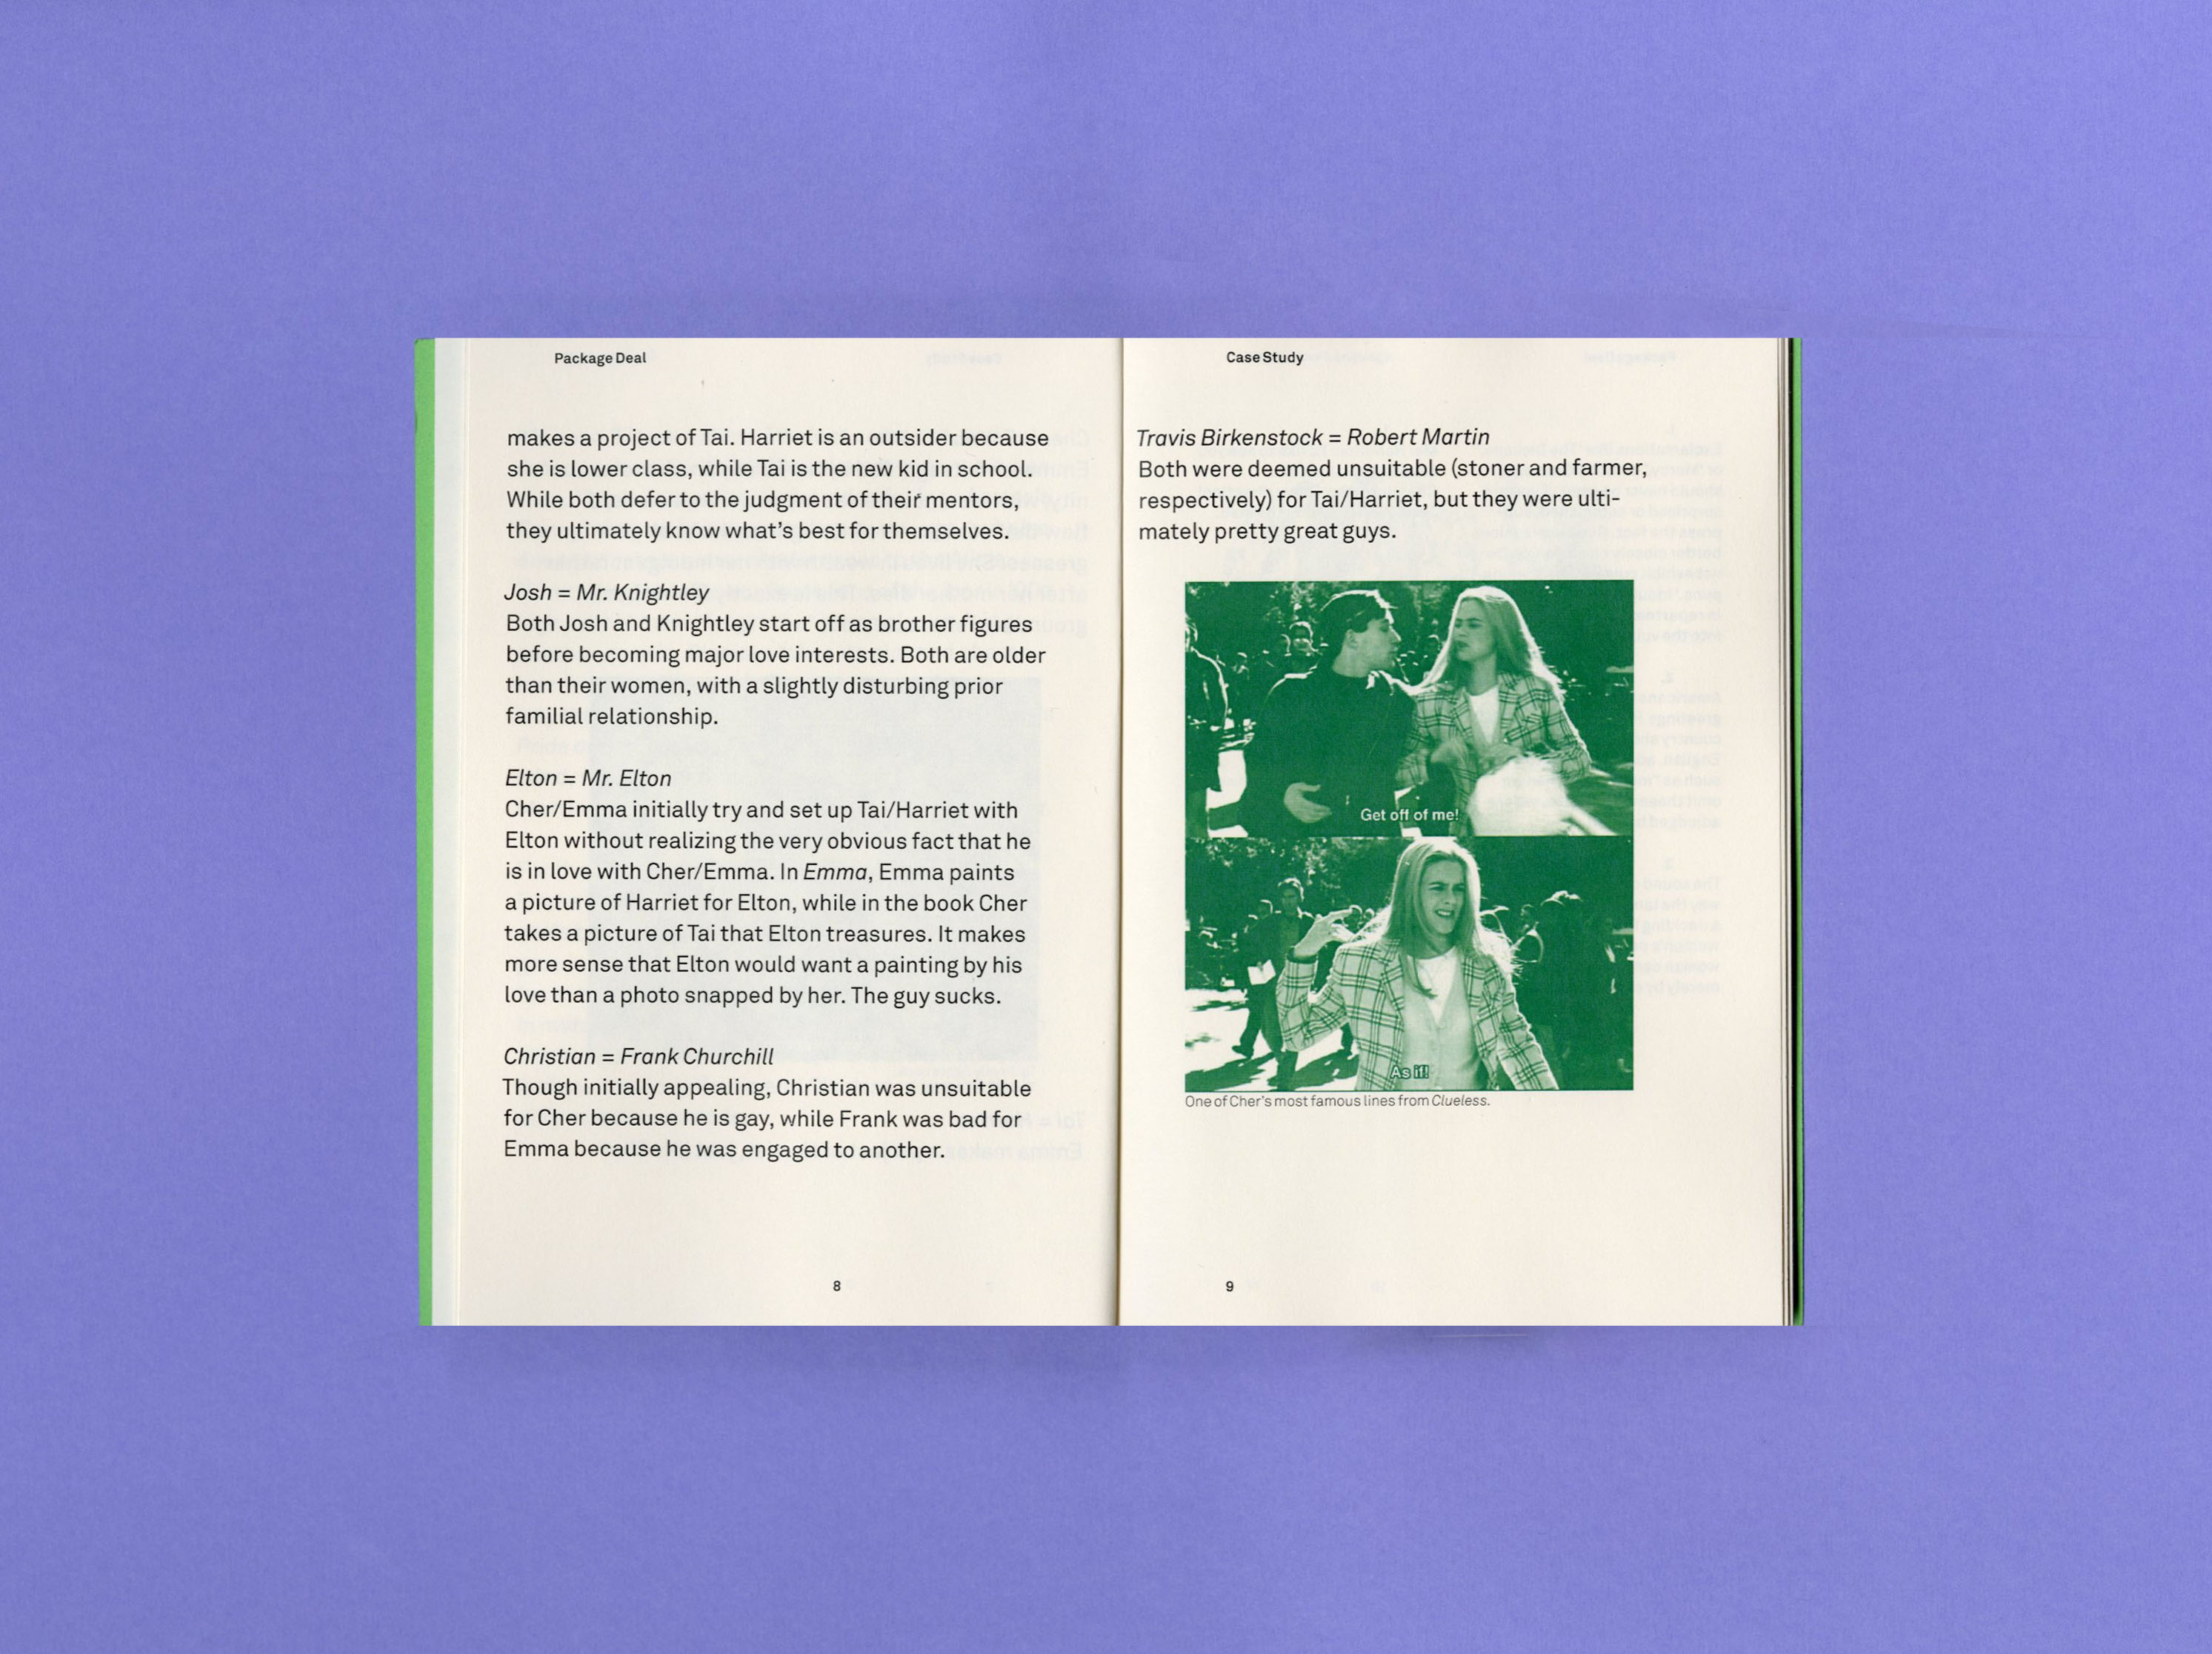 Package Deal
makes a project of Tai. Harriet is an outsider because
she is lower class, while Tai is the new kid in school.
While both defer to the judgment of their mentors,
they ultimately know what's best for themselves.
Josh = Mr. Knightley
Both Josh and Knightley start off as brother figures
before becoming major love interests. Both are older
than their women, with a slightly disturbing prior
familial relationship.
Elton = Mr. Elton
Cher/Emma initially try and set up Tai/Harriet with
Elton without realizing the very obvious fact that he
is in love with Cher/Emma. In Emma, Emma paints
a picture of Harriet for Elton, while in the book Cher
takes a picture of Tai that Elton treasures. It makes
more sense that Elton would want a painting by his
love than a photo snapped by her. The guy sucks.
Christian = Frank Churchill
Though initially appealing, Christian was unsuitable
for Cher because he is gay, while Frank was bad for
Emma because he was engaged to another.
8
Case Study
Travis Birkenstock = Robert Martin
Both were deemed unsuitable (stoner and farmer,
respectively) for Tai/Harriet, but they were ulti-
mately pretty great guys.
Get off of me!
As if!
One of Cher's most famous lines from Clueless.
9